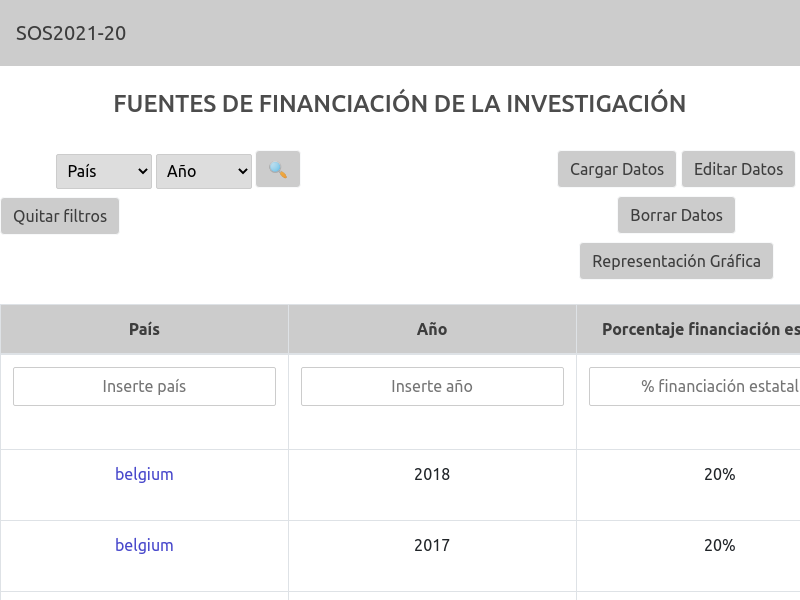 SOS2021-20
FUENTES DE FINANCIACIÓN DE LA INVESTIGACIÓN
País Año 🔍 Cargar Datos Editar Datos
Quitar filtros Borrar Datos
Representación Gráfica
País Año Porcentaje financiación es
Inserte país Inserte año % financiación estatal
belgium 2018 20%
belgium 2017 20%